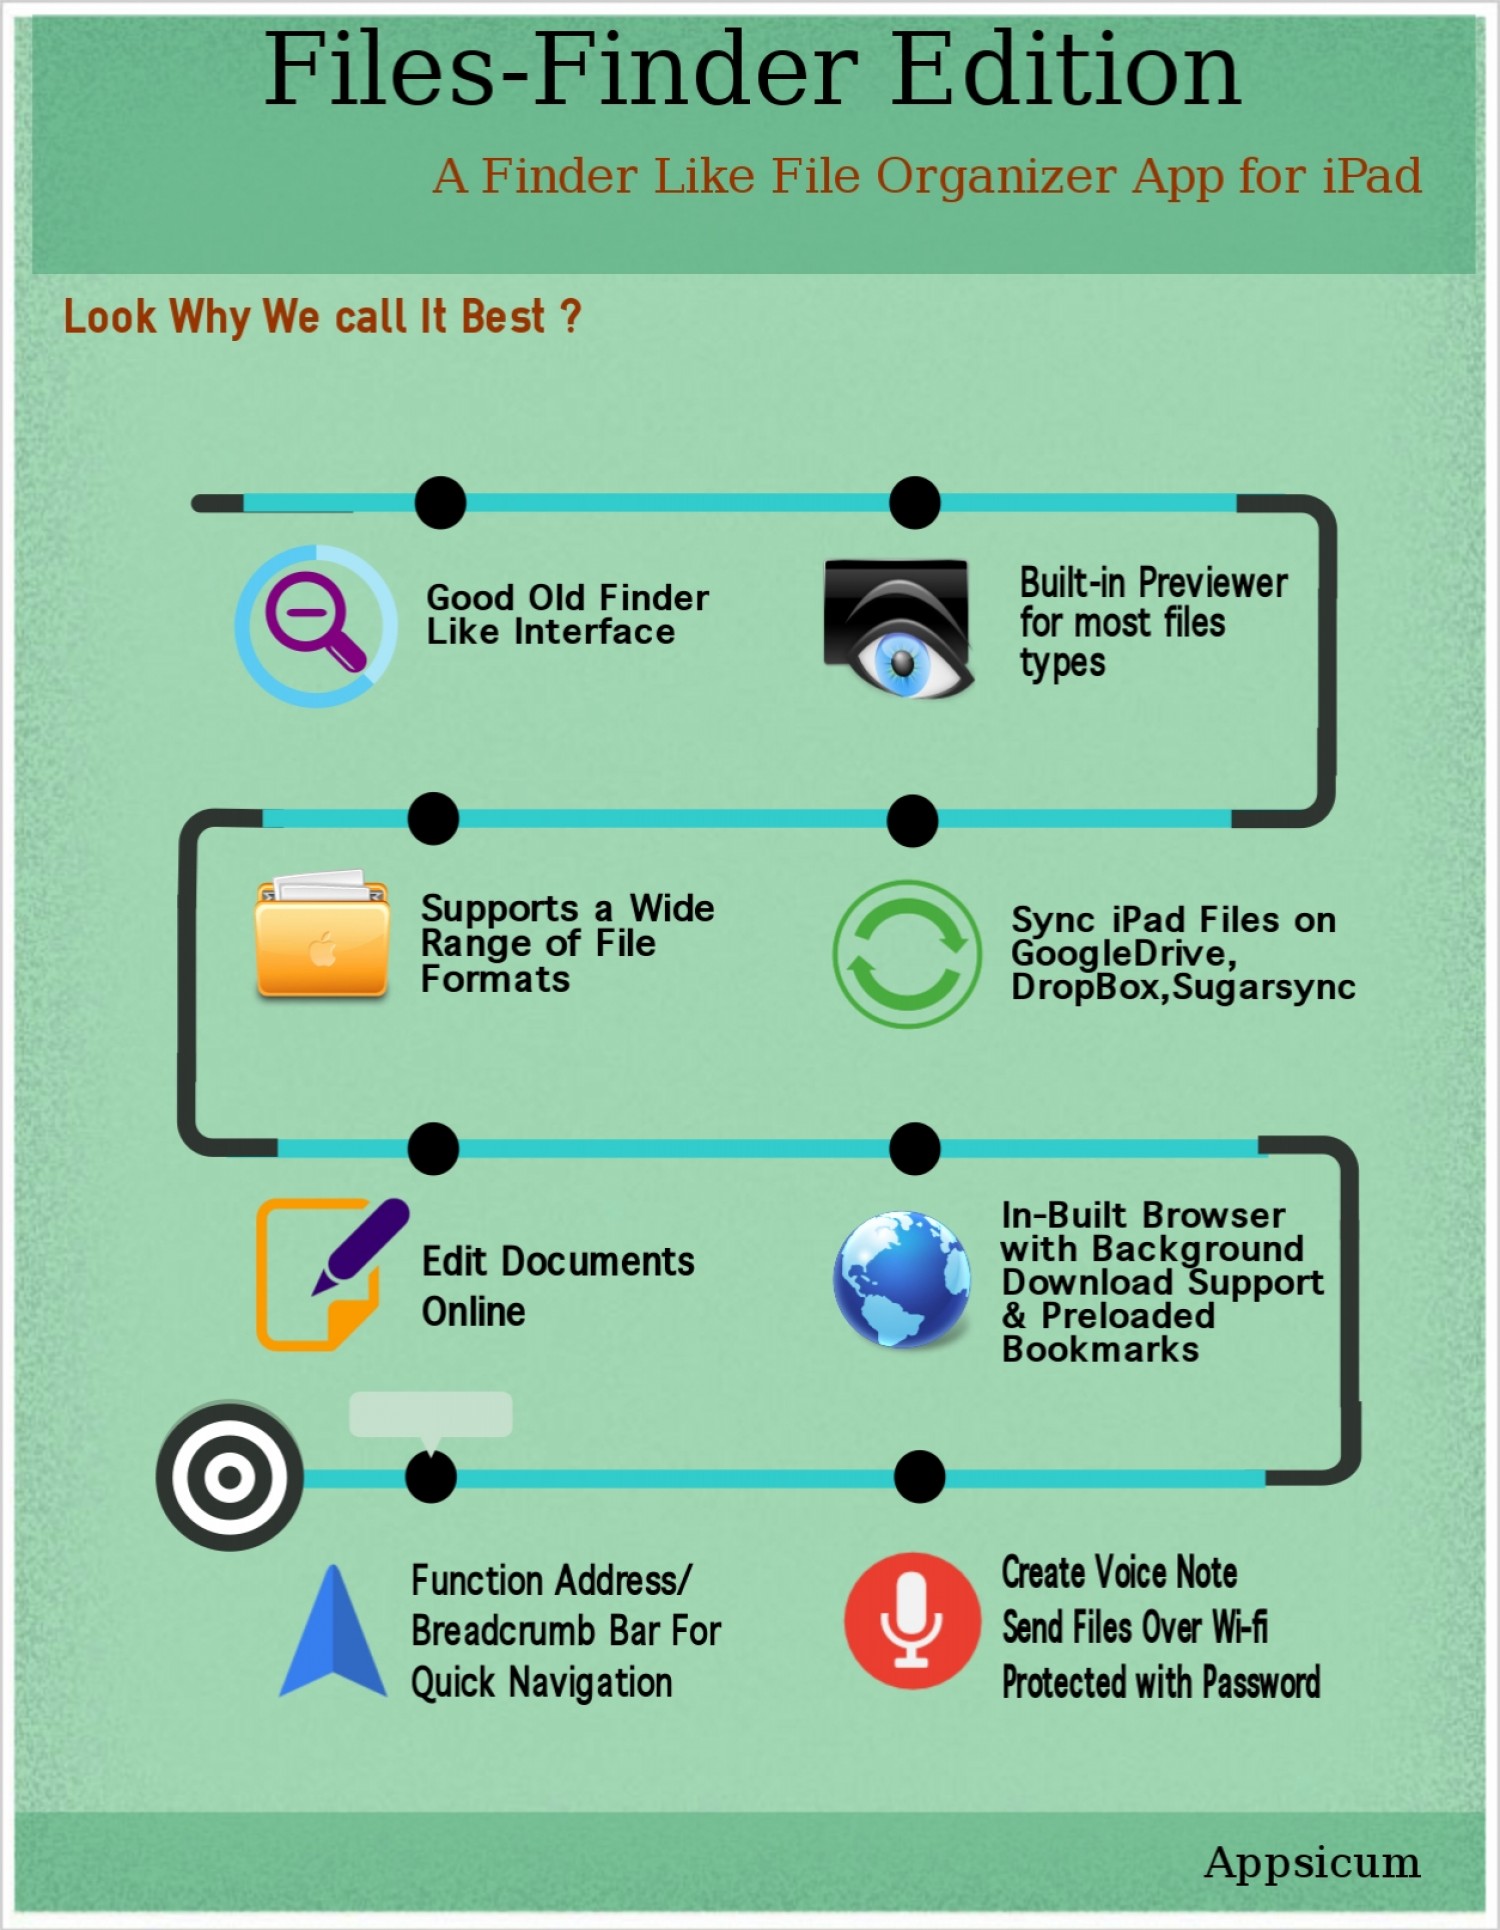 Files-Finder Edition
A Finder Like File Organizer App for iPad
Look Why We call It Best ?
Good Old Finder
Like Interface
Built-in Previewer
for most files
types
Supports a Wide
Range of File
Formats
Sync iPad Files on
GoogleDrive,
DropBox,Sugarsync
Edit Documents
Online
In-Built Browser
with Background
Download Support
& Preloaded
Bookmarks
Function Address/
Breadcrumb Bar For
Quick Navigation
Create Voice Note
Send Files Over Wi-fi
Protected with Password
Appsicum